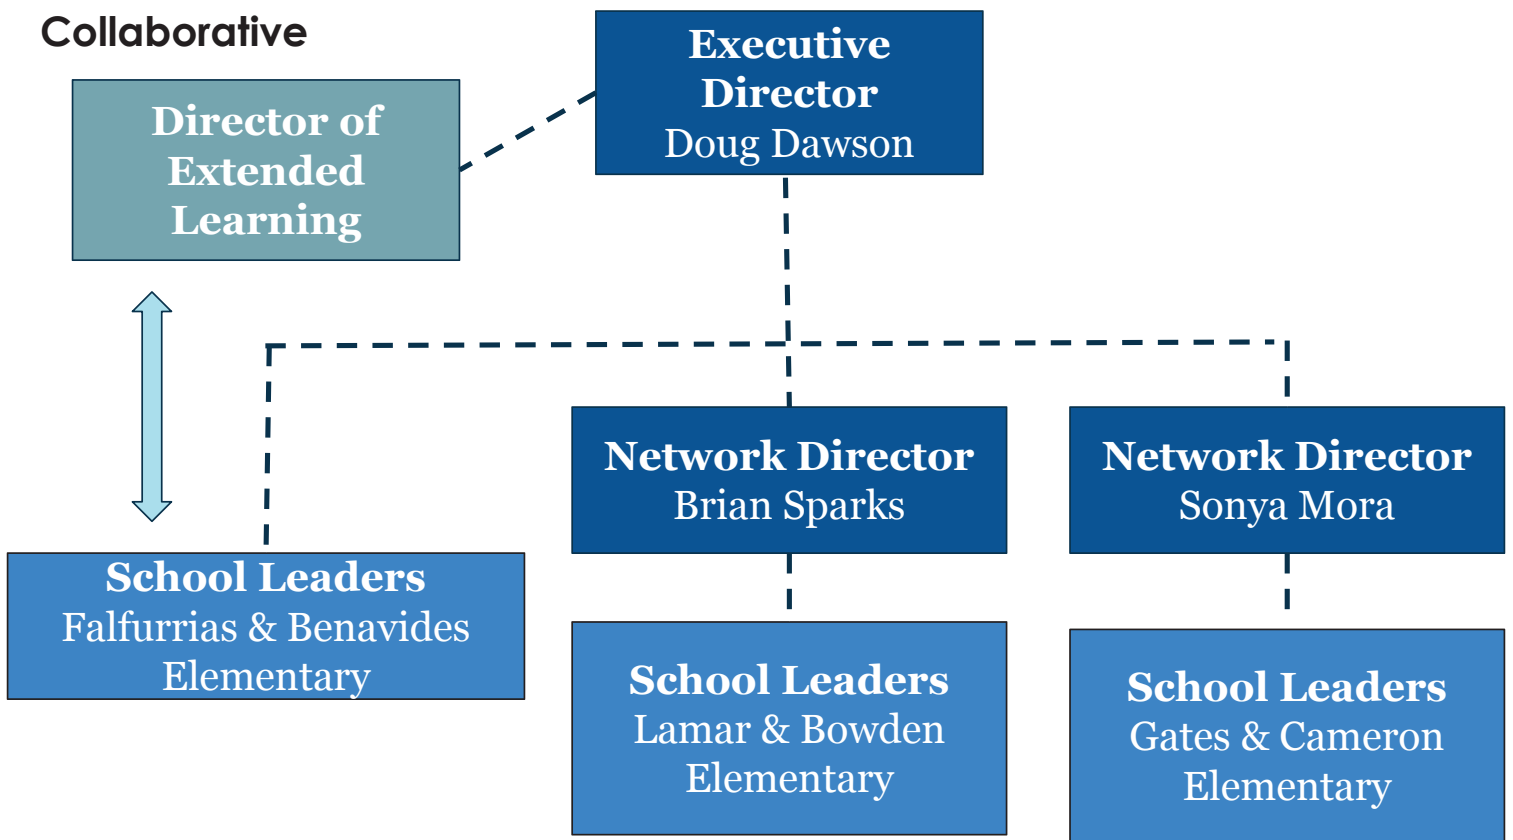 Collaborative
Executive
Director
Doug Dawson
Director of
Extended
Learning
Network Director
Brian Sparks
Network Director
Sonya Mora
School Leaders
Falfurrias & Benavides
Elementary
School Leaders
Lamar & Bowden
Elementary
School Leaders
Gates & Cameron
Elementary